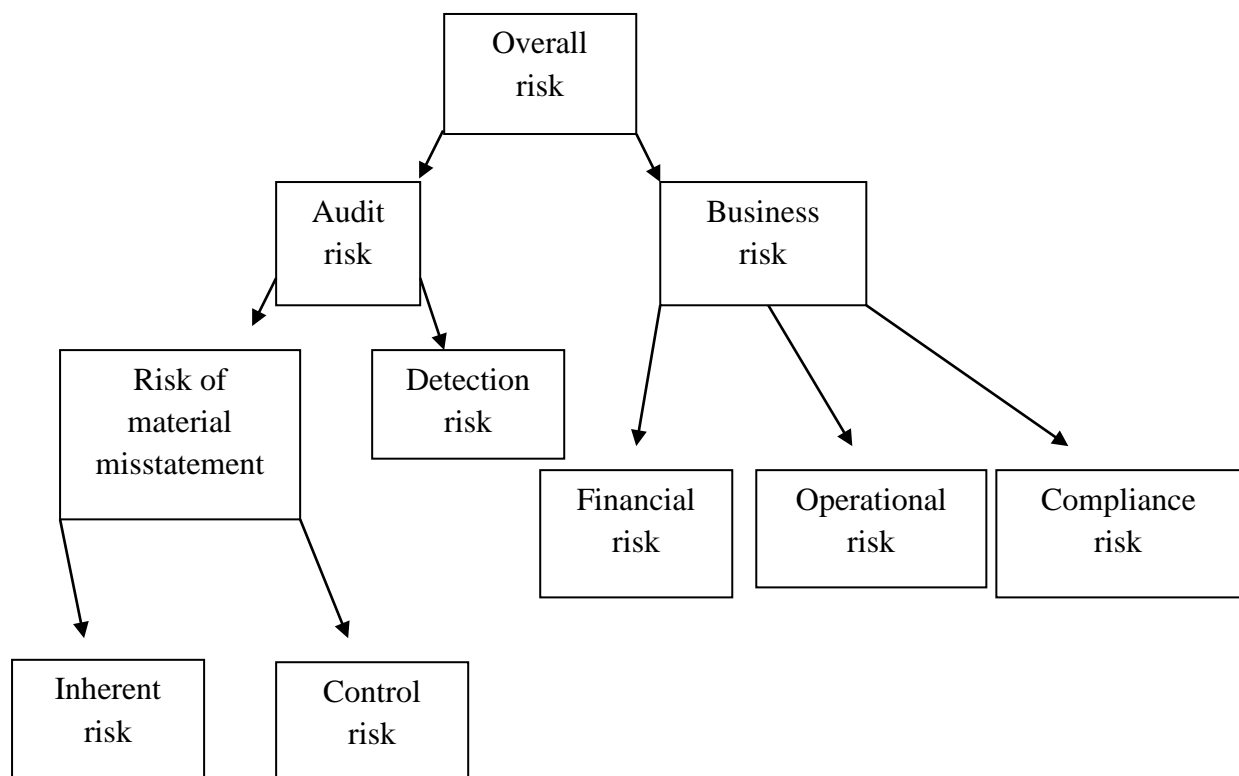 Overall
risk
Audit
risk
Business
risk
Risk of
material
misstatement
Detection
risk
Financial
risk
Operational
risk
Compliance
risk
Inherent
risk
Control
risk